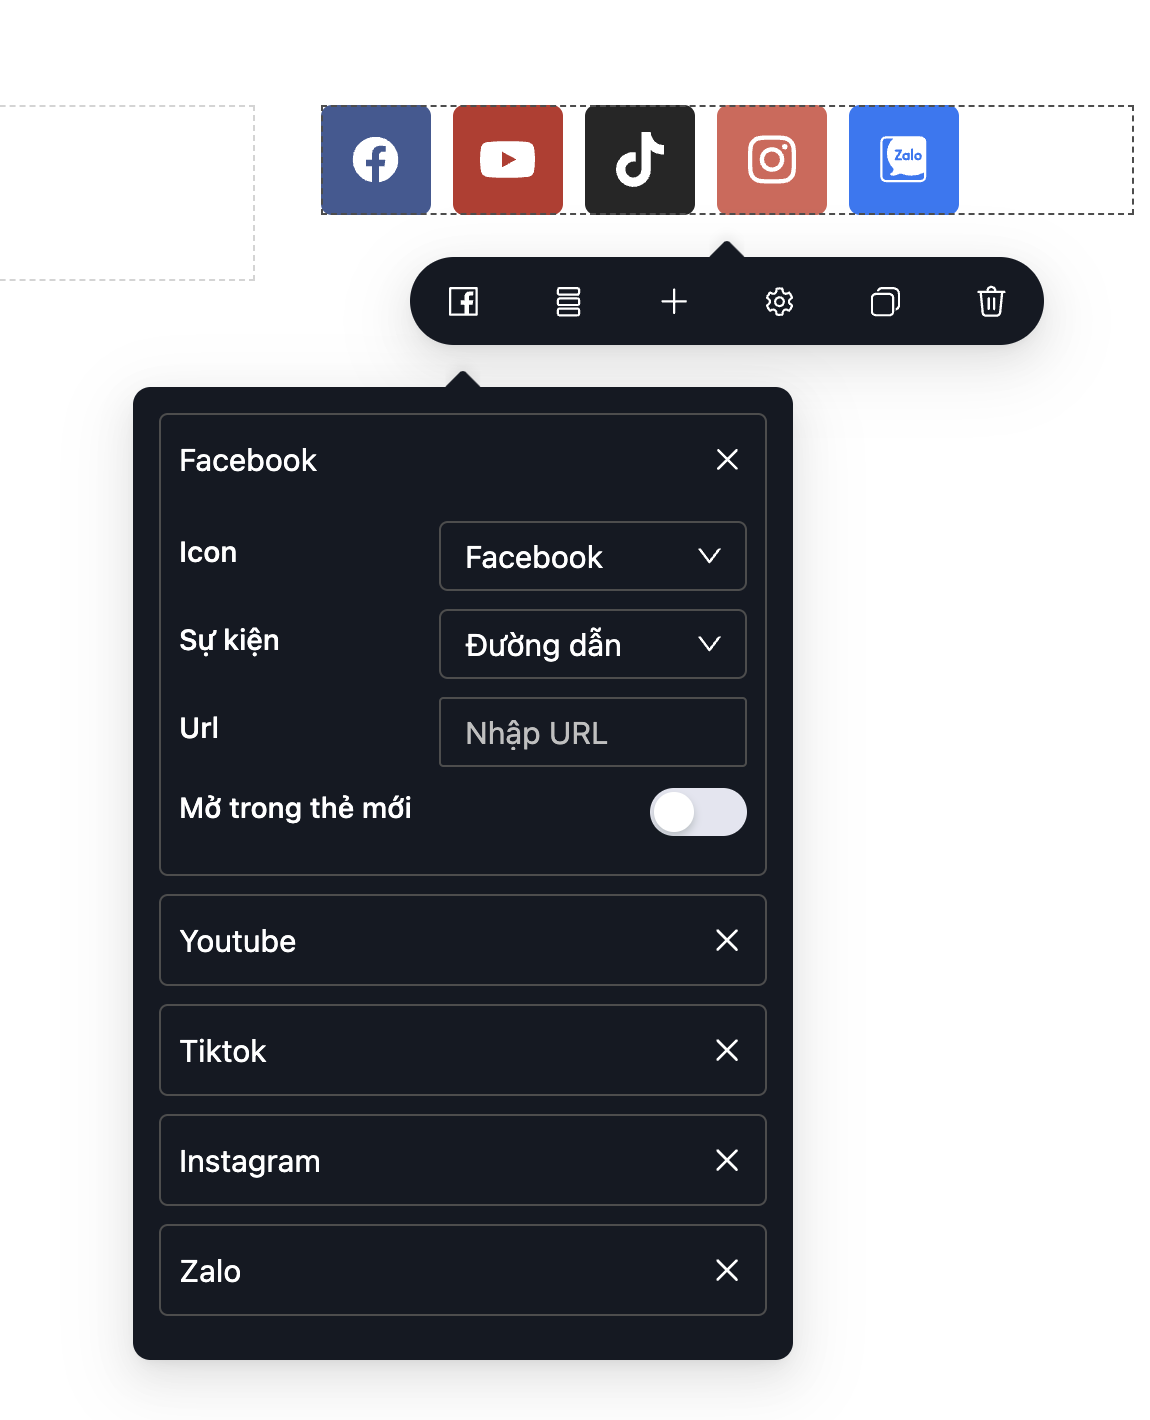 Zalo
Facebook
Icon
Facebook
Sự kiện
Đường dẫn
Url
Nhập URL
Mở trong thẻ mới
Youtube
Tiktok
Instagram
Zalo